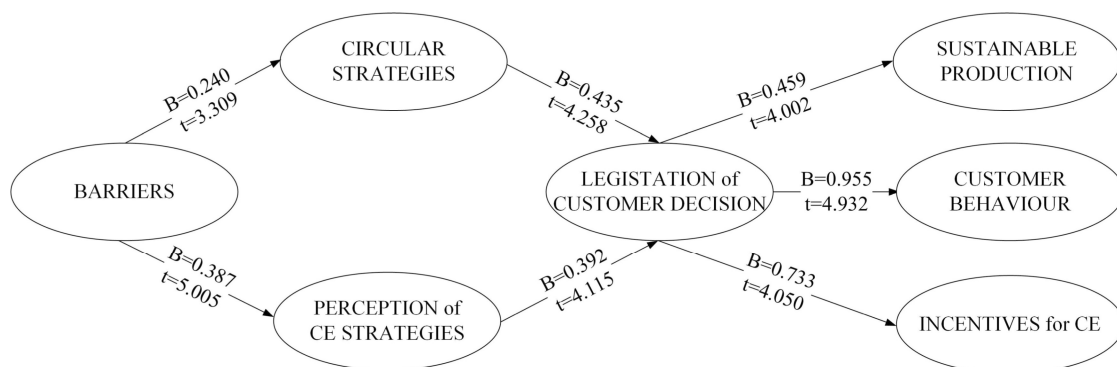 CIRCULAR
STRATEGIES
SUSTAINABLE
PRODUCTION
B=0.240
t=3.309
B=0.435
t=4.258
B=0.459
t=4.002
BARRIERS
LEGISTATION of
CUSTOMER DECISION
B=0.955
t=4.932
CUSTOMER
BEHAVIOUR
B=0.387
t=5.005
B=0.392
t=4.115
B=0.733
t=4.050
PERCEPTION of
CE STRATEGIES
INCENTIVES for CE